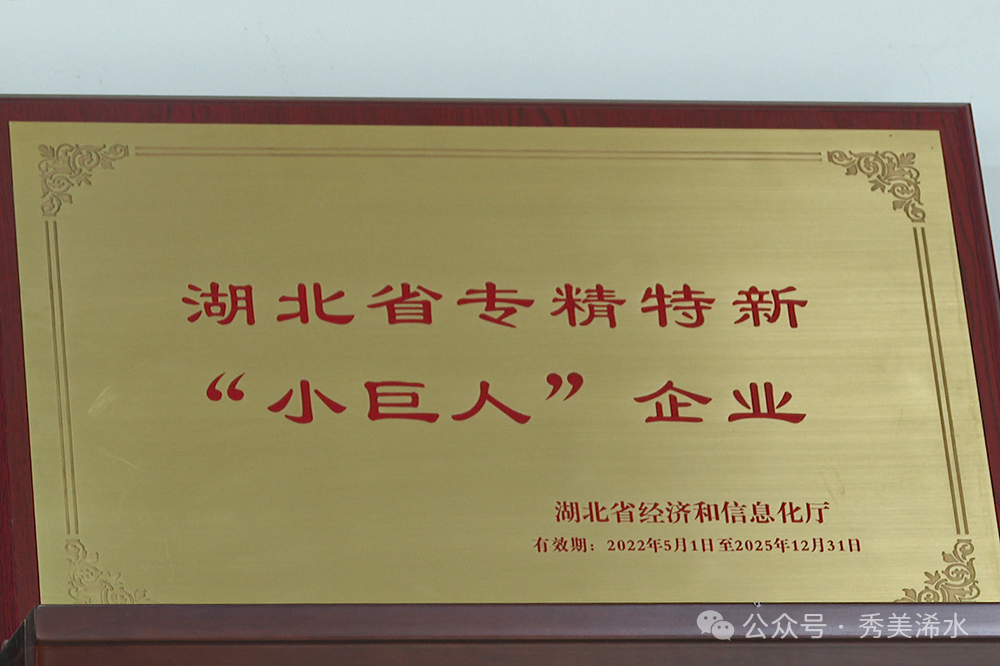 湖北省专精特新
“小巨人”企业
湖北省经济和信息化厅
有效期：2022年5月1日至2025年12月31日
公众号·秀美浠水